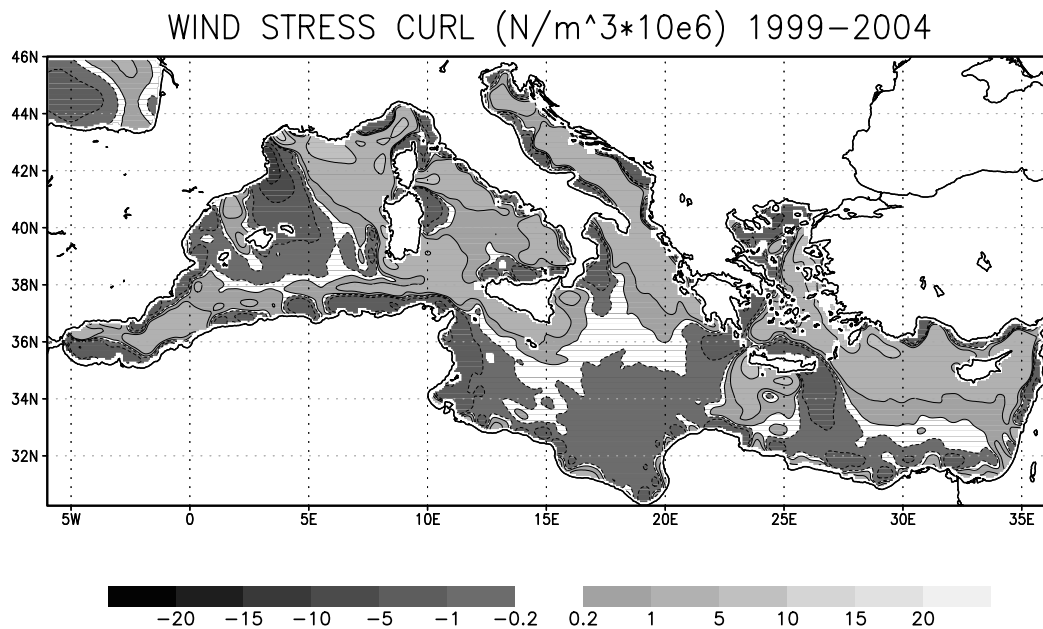 WIND STRESS CURL (N/m^3*10e6) 1999-2004
46N
44N
42N
40N
38N
36N
34N
32N
5W 0 5E 10E 15E 20E 25E 30E 35E
-20 -15 -10 -5 -1 -0.2 0.2 1 5 10 15 20